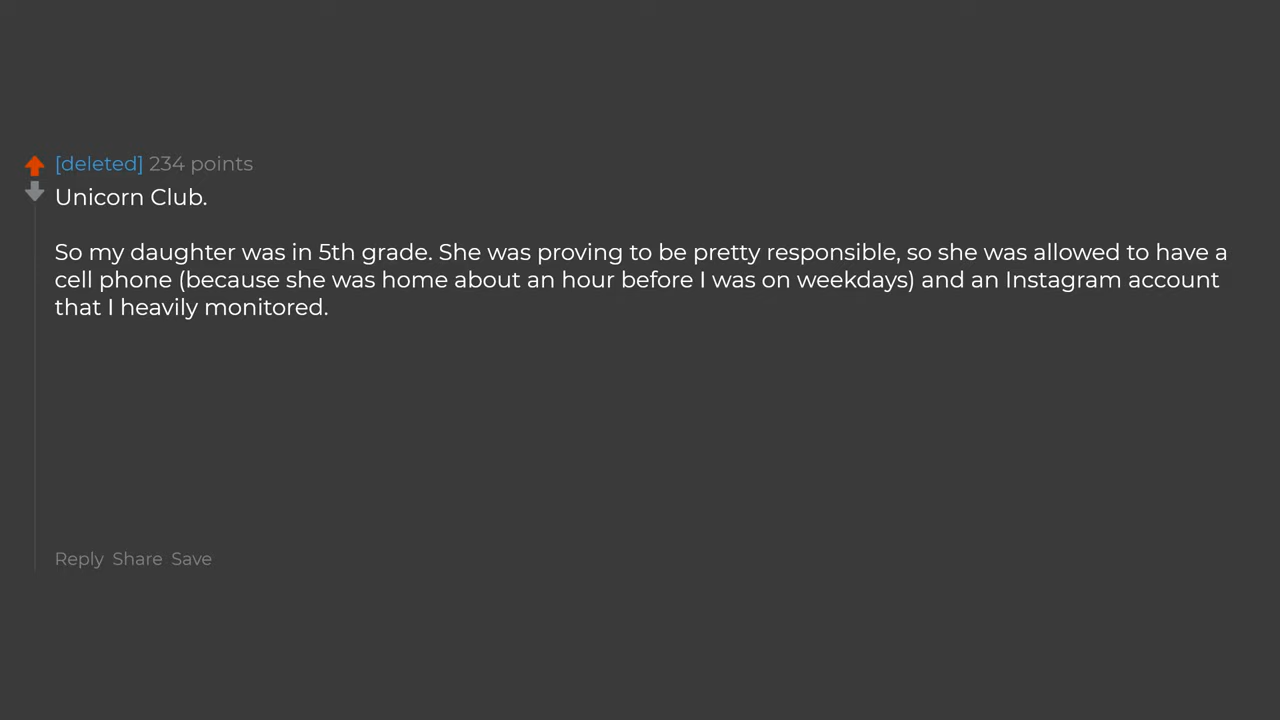 [deleted] 234 points
Unicorn Club.
So my daughter was in 5th grade. She was proving to be pretty responsible, so she was allowed to have a
cell phone (because she was home about an hour before I was on weekdays) and an Instagram account
that I heavily monitored.
Reply Share Save